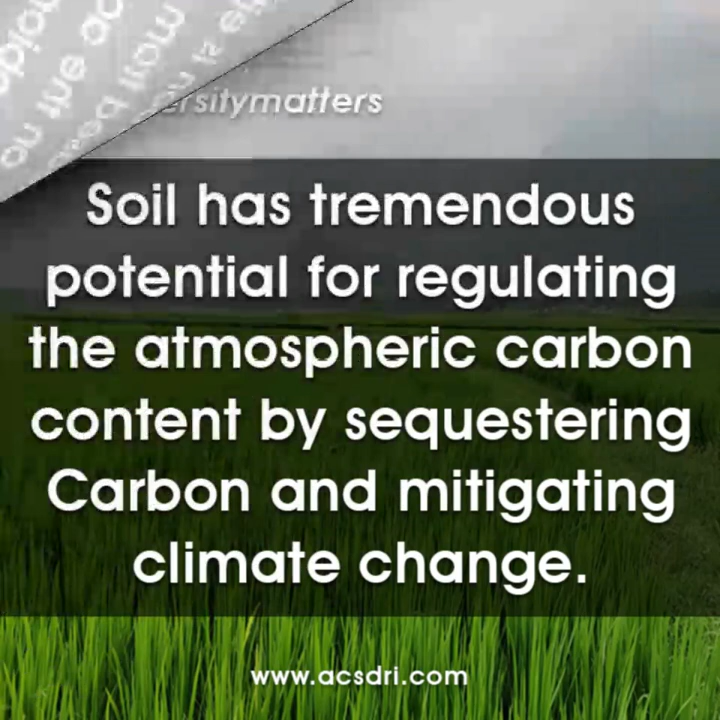 ersitymatters
Soil has tremendous
potential for regulating
the atmospheric carbon
content by sequestering
Carbon and mitigating
climate change.
www.acsdri.com